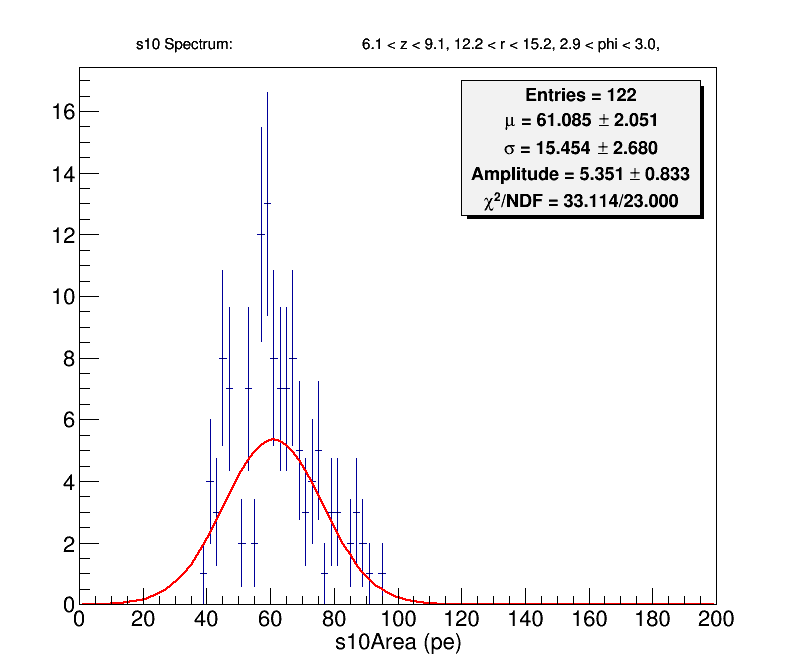 s10 Spectrum: 6.1 < z < 9.1, 12.2 < r < 15.2, 2.9 < phi < 3.0,
Entries = 122
μ = 61.085 ± 2.051
σ = 15.454 ± 2.680
Amplitude = 5.351 ± 0.833
χ²/NDF = 33.114/23.000
16
14
12
10
8
6
4
2
0
0 20 40 60 80 100 120 140 160 180 200
s10Area (pe)